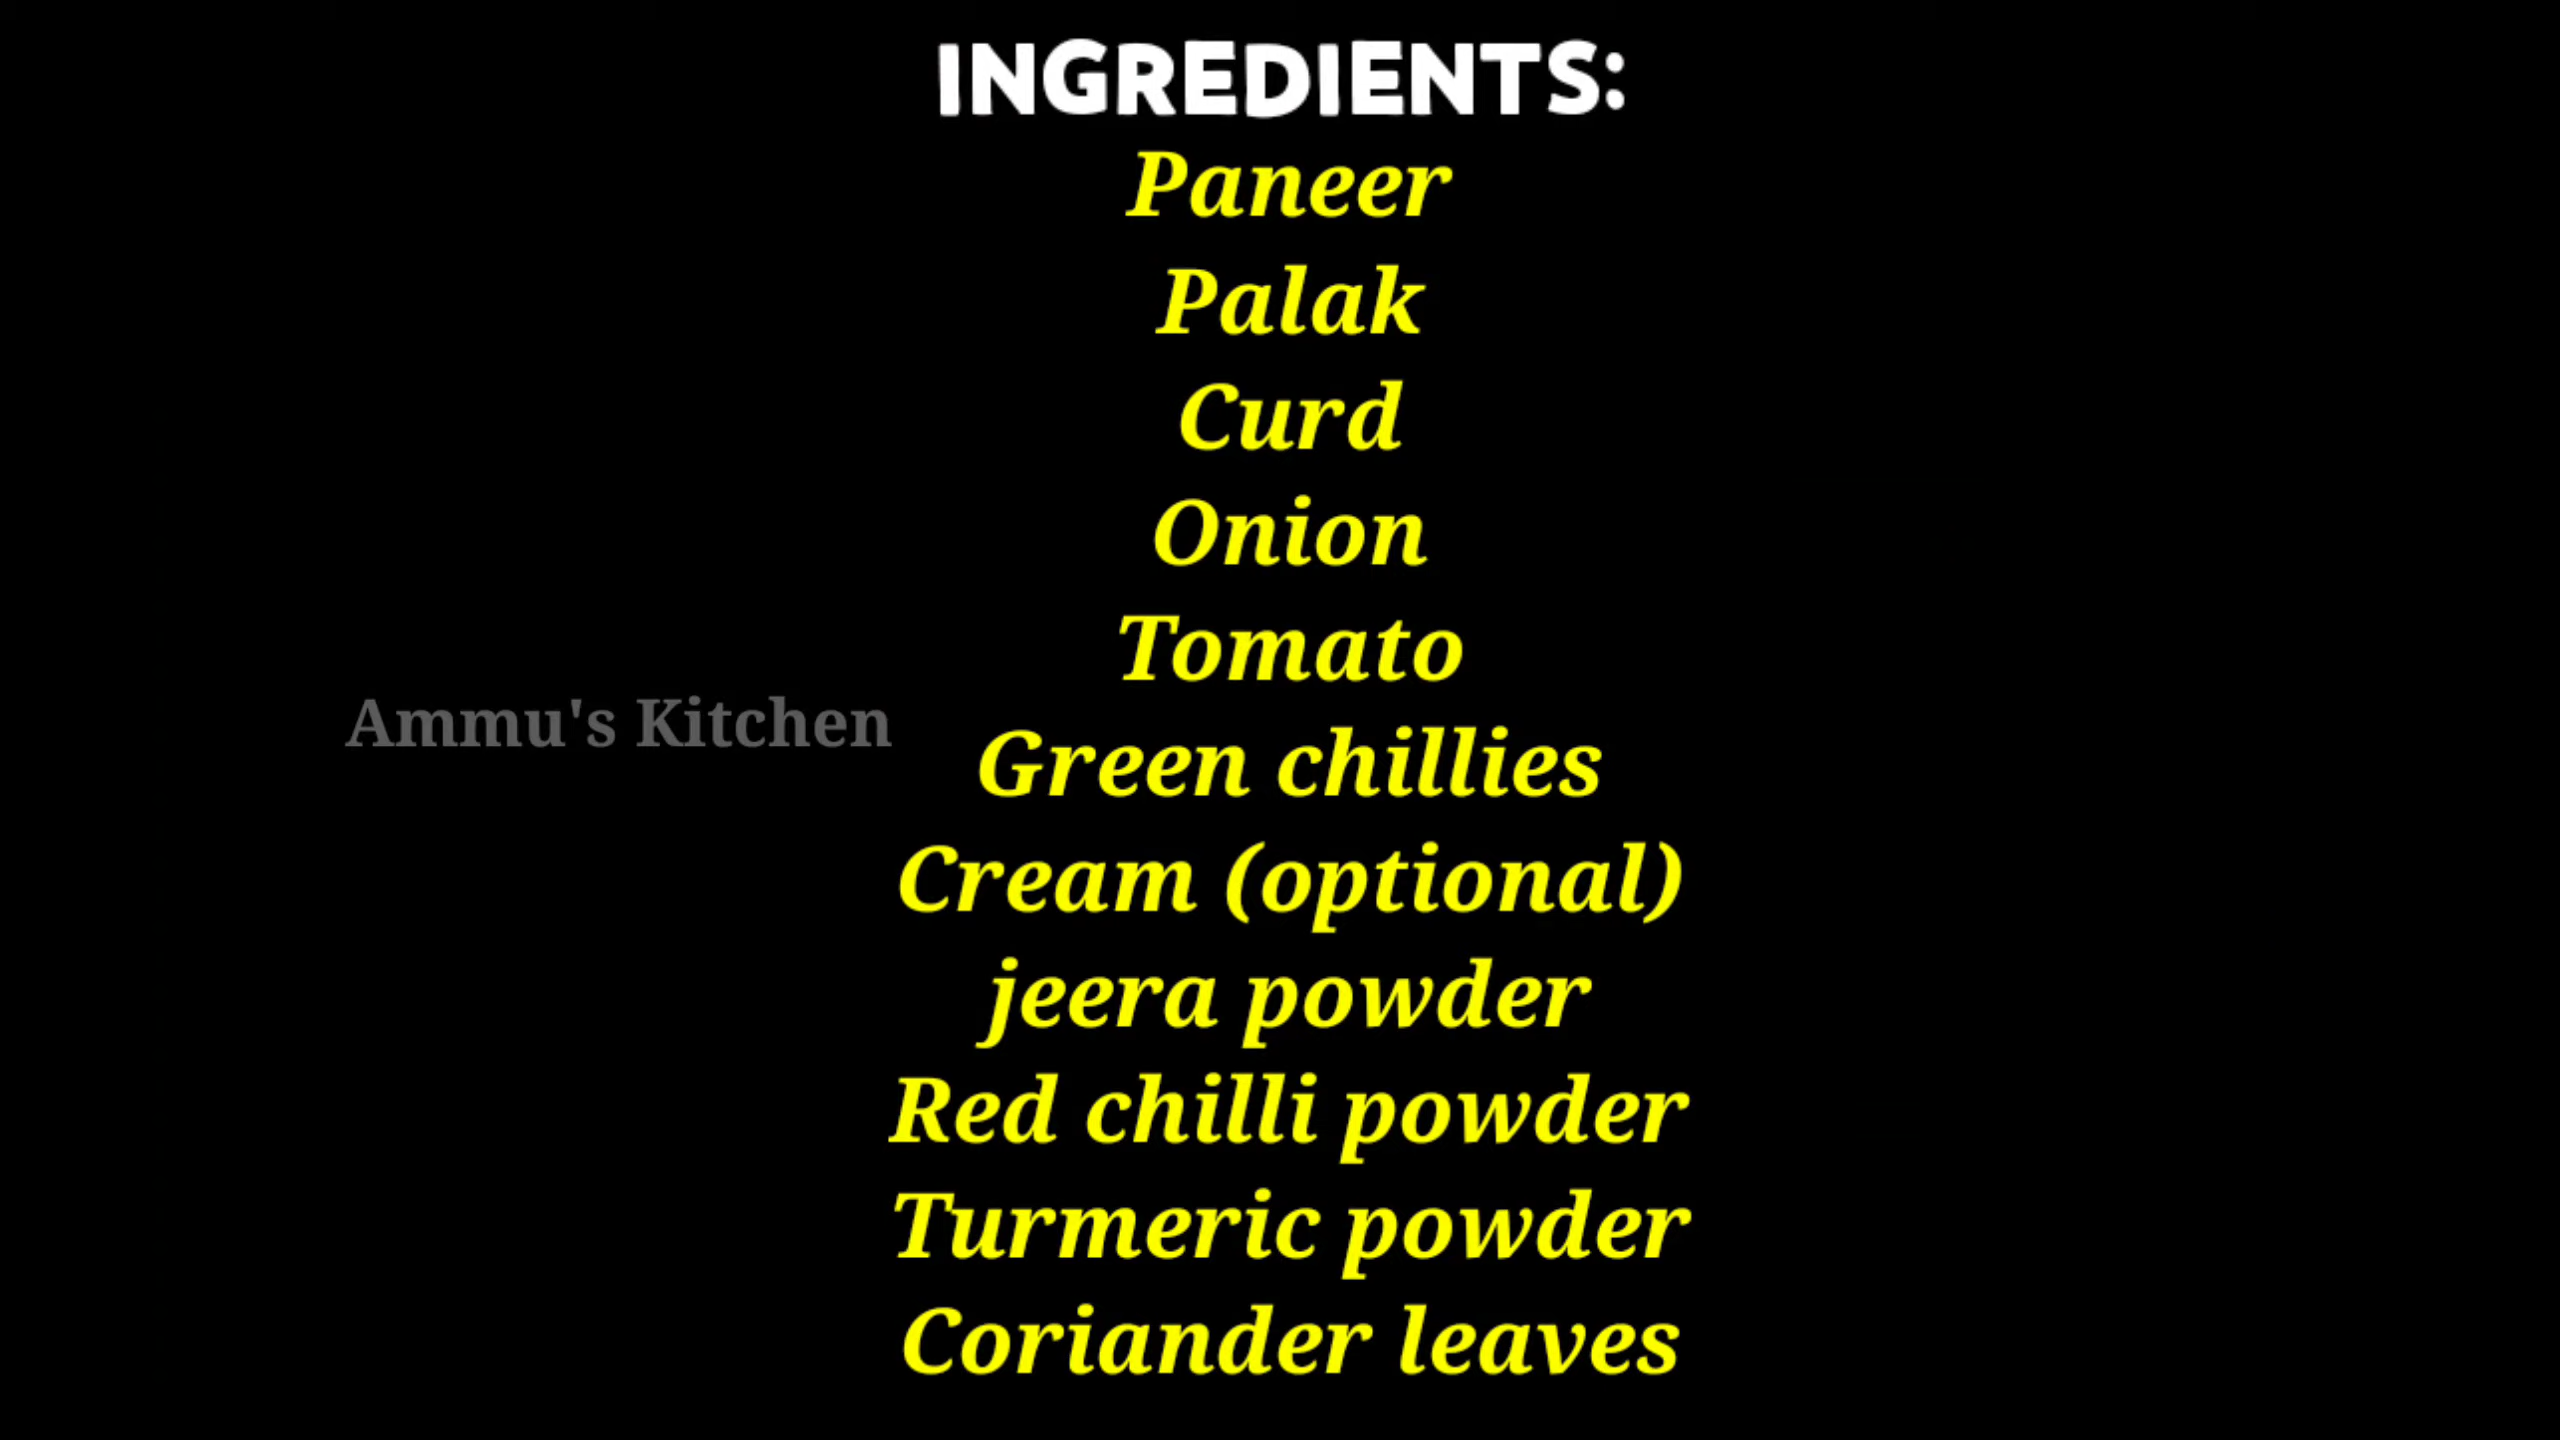 INGREDIENTS:
Paneer
Palak
Curd
Onion
Tomato
Ammu's Kitchen
Green chillies
Cream (optional)
jeera powder
Red chilli powder
Turmeric powder
Coriander leaves